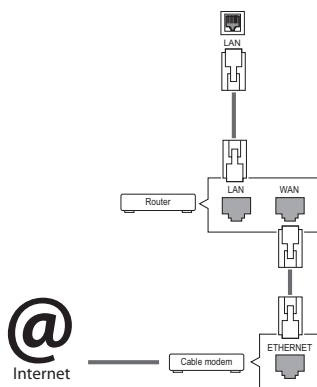 LAN
LAN WAN
Router
ETHERNET
@
Internet
Cable modem